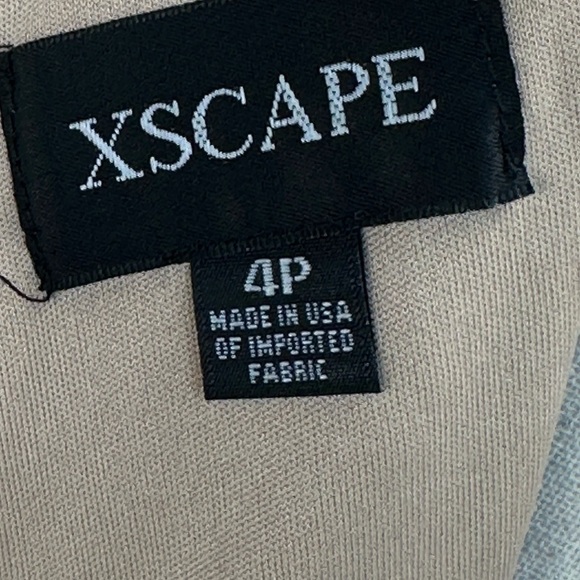 XSCAPE
4P
MADE IN USA
OF IMPORTED
FABRIC